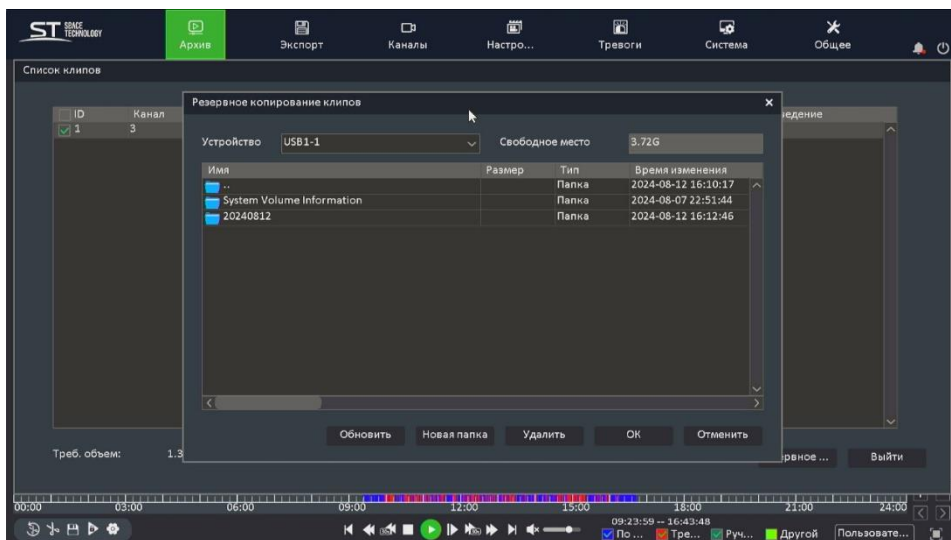 ST SPACE TECHNOLOGY
Архив
Экспорт
Каналы
Настро...
Тревоги
Система
Общее
Список клипов
ID Канал
1 3
Резервное копирование клипов
Устройство USB1-1 Свободное место 3.72G
Имя Размер Тип Время изменения
.. Папка 2024-08-12 16:10:17
System Volume Information Папка 2024-08-07 22:51:44
20240812 Папка 2024-08-12 16:12:46
Обновить Новая папка Удалить ОК Отменить
Треб. объем: 1.3
Выйти
00:00 03:00 06:00 09:00 12:00 15:00 18:00 21:00 24:00
09:23:59 -- 16:43:48
По ... Тре... Руч... Другой Пользовате...